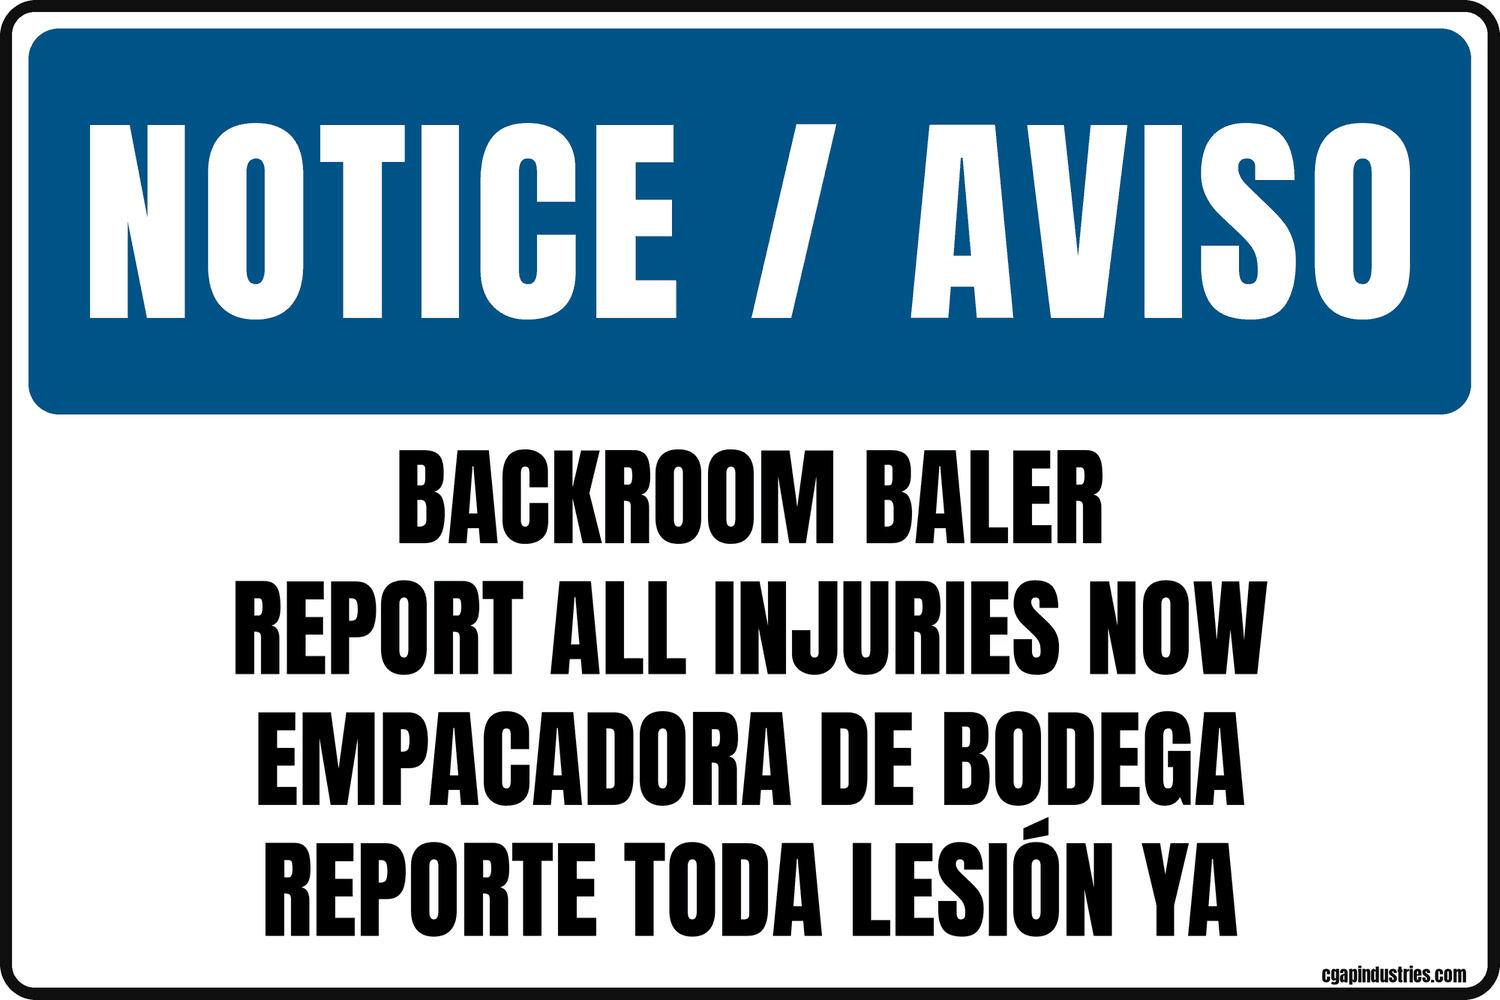 NOTICE / AVISO
BACKROOM BALER
REPORT ALL INJURIES NOW
EMPACADORA DE BODEGA
REPORTE TODA LESIÓN YA
cgapindustries.com